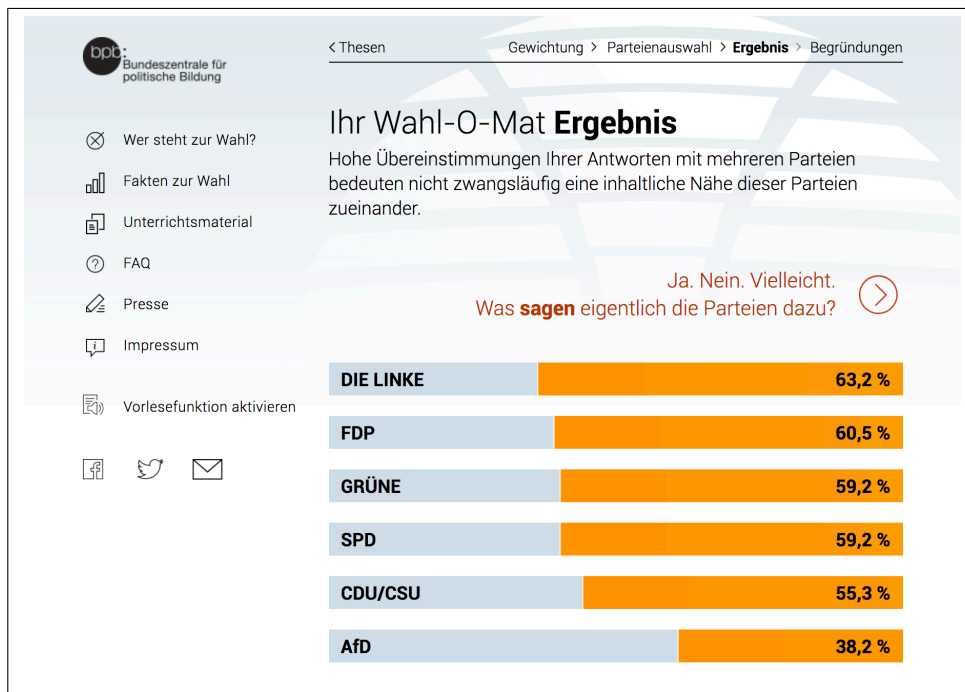 bpb:
Bundeszentrale für
politische Bildung
< Thesen
Gewichtung > Parteienauswahl > Ergebnis > Begründungen
Wer steht zur Wahl?
Fakten zur Wahl
Unterrichtsmaterial
FAQ
Presse
Impressum
Vorlesefunktion aktivieren
Ihr Wahl-O-Mat Ergebnis
Hohe Übereinstimmungen Ihrer Antworten mit mehreren Parteien
bedeuten nicht zwangsläufig eine inhaltliche Nähe dieser Parteien
zueinander.
Ja. Nein. Vielleicht.
Was sagen eigentlich die Parteien dazu?
DIE LINKE 63,2 %
FDP 60,5 %
GRÜNE 59,2 %
SPD 59,2 %
CDU/CSU 55,3 %
AfD 38,2 %